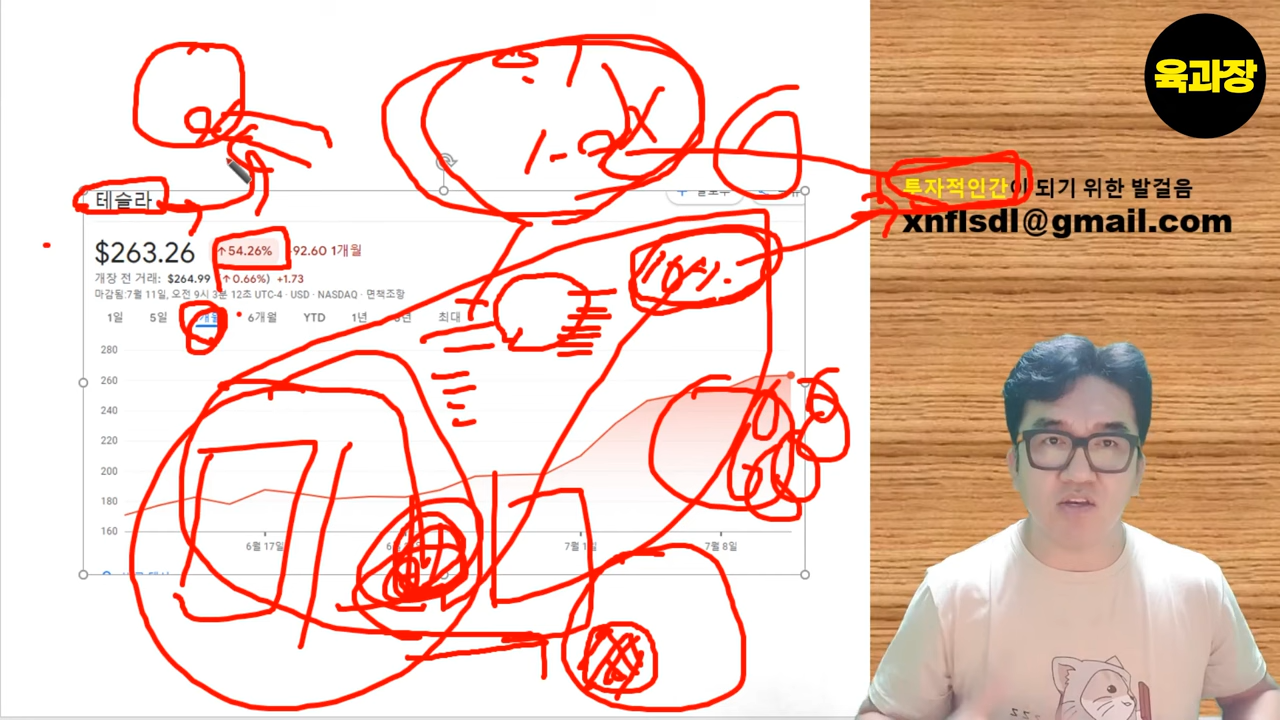 육과장
투자적인간이 되기 위한 발걸음
xnflsdl@gmail.com
테슬라
$263.26 ↑54.26% 92.60 1개월
개장 전 거래: $264.99 (↑0.66%) +1.73
마감됨: 7월 11일, 오전 9시 3분 12초 UTC-4 · USD · NASDAQ · 면책조항
1일 5일 6개월 YTD 1년 최대
280
260
240
220
200
180
160
6월 17일 7월 8일
10%
1-2
zzz